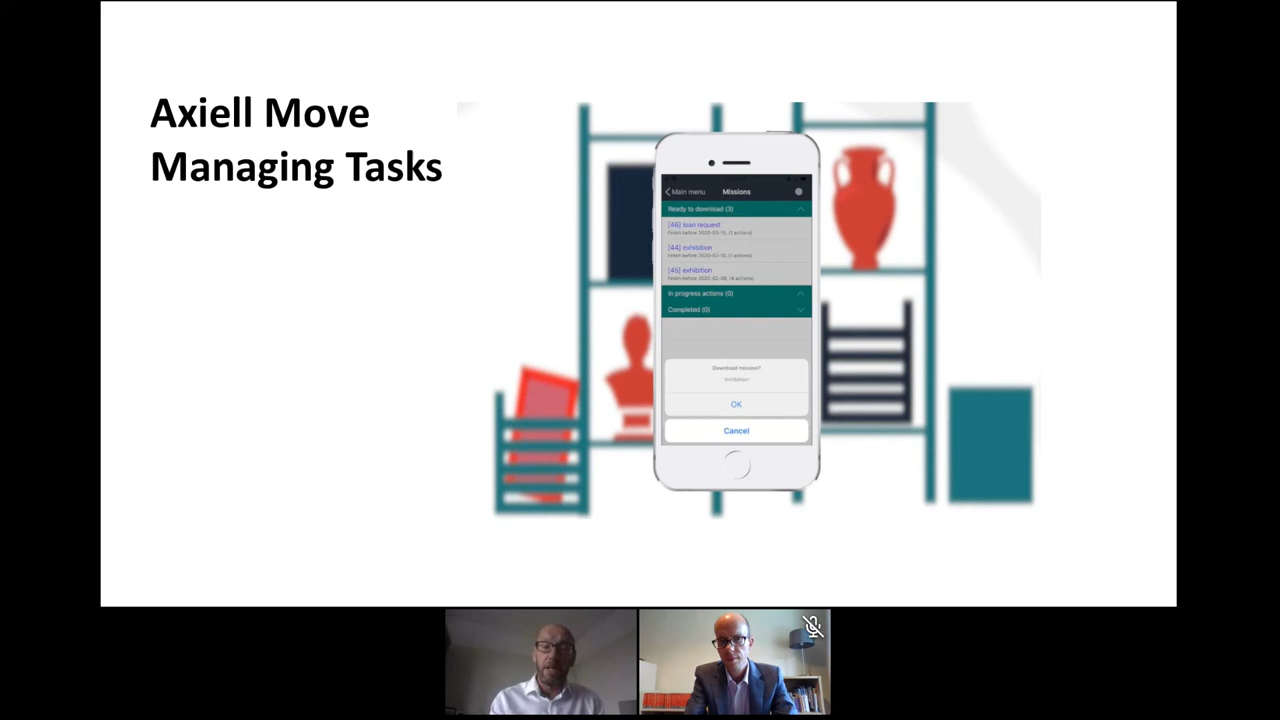 Axiell Move
Managing Tasks
Main menu
Missions
Ready to download (3)
[46] loan request
[44] exhibition
[45] exhibition
In progress actions (0)
Completed (0)
Download mission?
'exhibition'
OK
Cancel